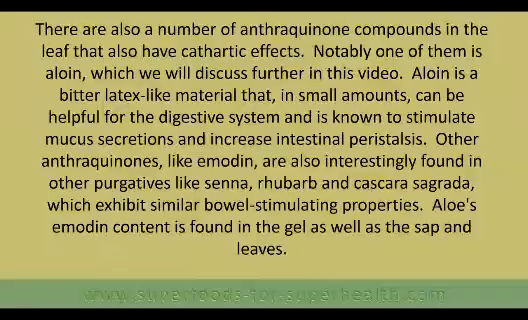 There are also a number of anthraquinone compounds in the
leaf that also have cathartic effects.  Notably one of them is
aloin, which we will discuss further in this video.  Aloin is a
bitter latex-like material that, in small amounts, can be
helpful for the digestive system and is known to stimulate
mucus secretions and increase intestinal peristalsis.  Other
anthraquinones, like emodin, are also interestingly found in
other purgatives like senna, rhubarb and cascara sagrada,
which exhibit similar bowel-stimulating properties.  Aloe's
emodin content is found in the gel as well as the sap and
leaves.
www.superfoods-for-superhealth.com